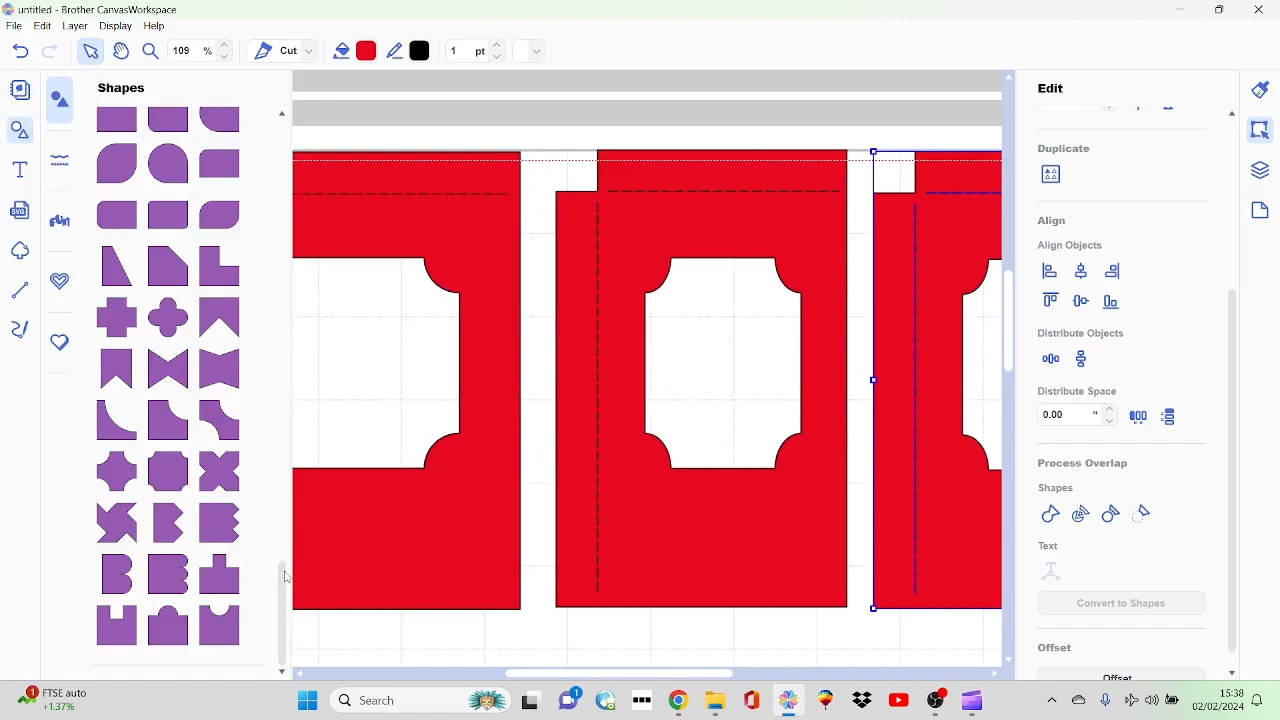 untitled - Brother CanvasWorkspace
File Edit Layer Display Help
109 % Cut 1 pt
Shapes
Edit
Duplicate
Align
Align Objects
Distribute Objects
Distribute Space
0.00 "
Process Overlap
Shapes
Text
Convert to Shapes
Offset
Offset
1 FTSE auto
+1.37%
Search
1
15:38
02/02/2024